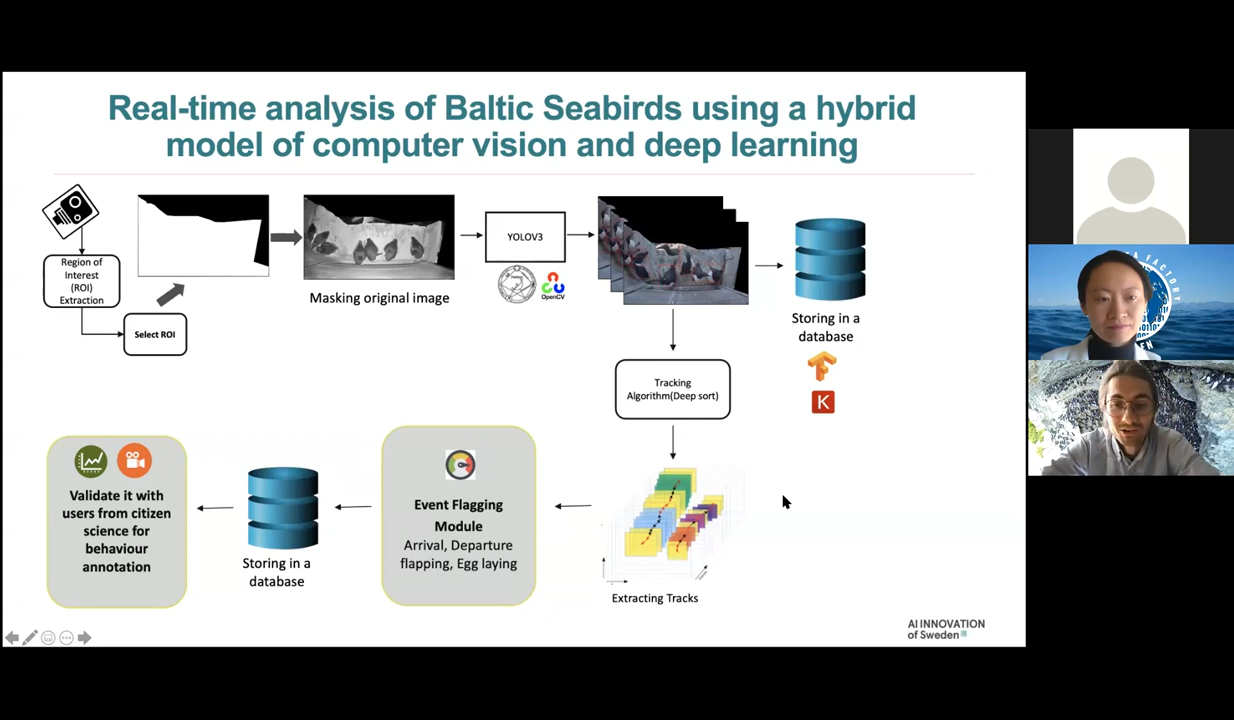 Real-time analysis of Baltic Seabirds using a hybrid
model of computer vision and deep learning
Region of
Interest
(ROI)
Extraction
Select ROI
Masking original image
YOLOV3
OpenCV
Storing in a
database
Tracking
Algorithm(Deep sort)
K
Extracting Tracks
Event Flagging
Module
Arrival, Departure
flapping, Egg laying
Storing in a
database
Validate it with
users from citizen
science for
behaviour
annotation
AI INNOVATION
of Sweden
FACTORY